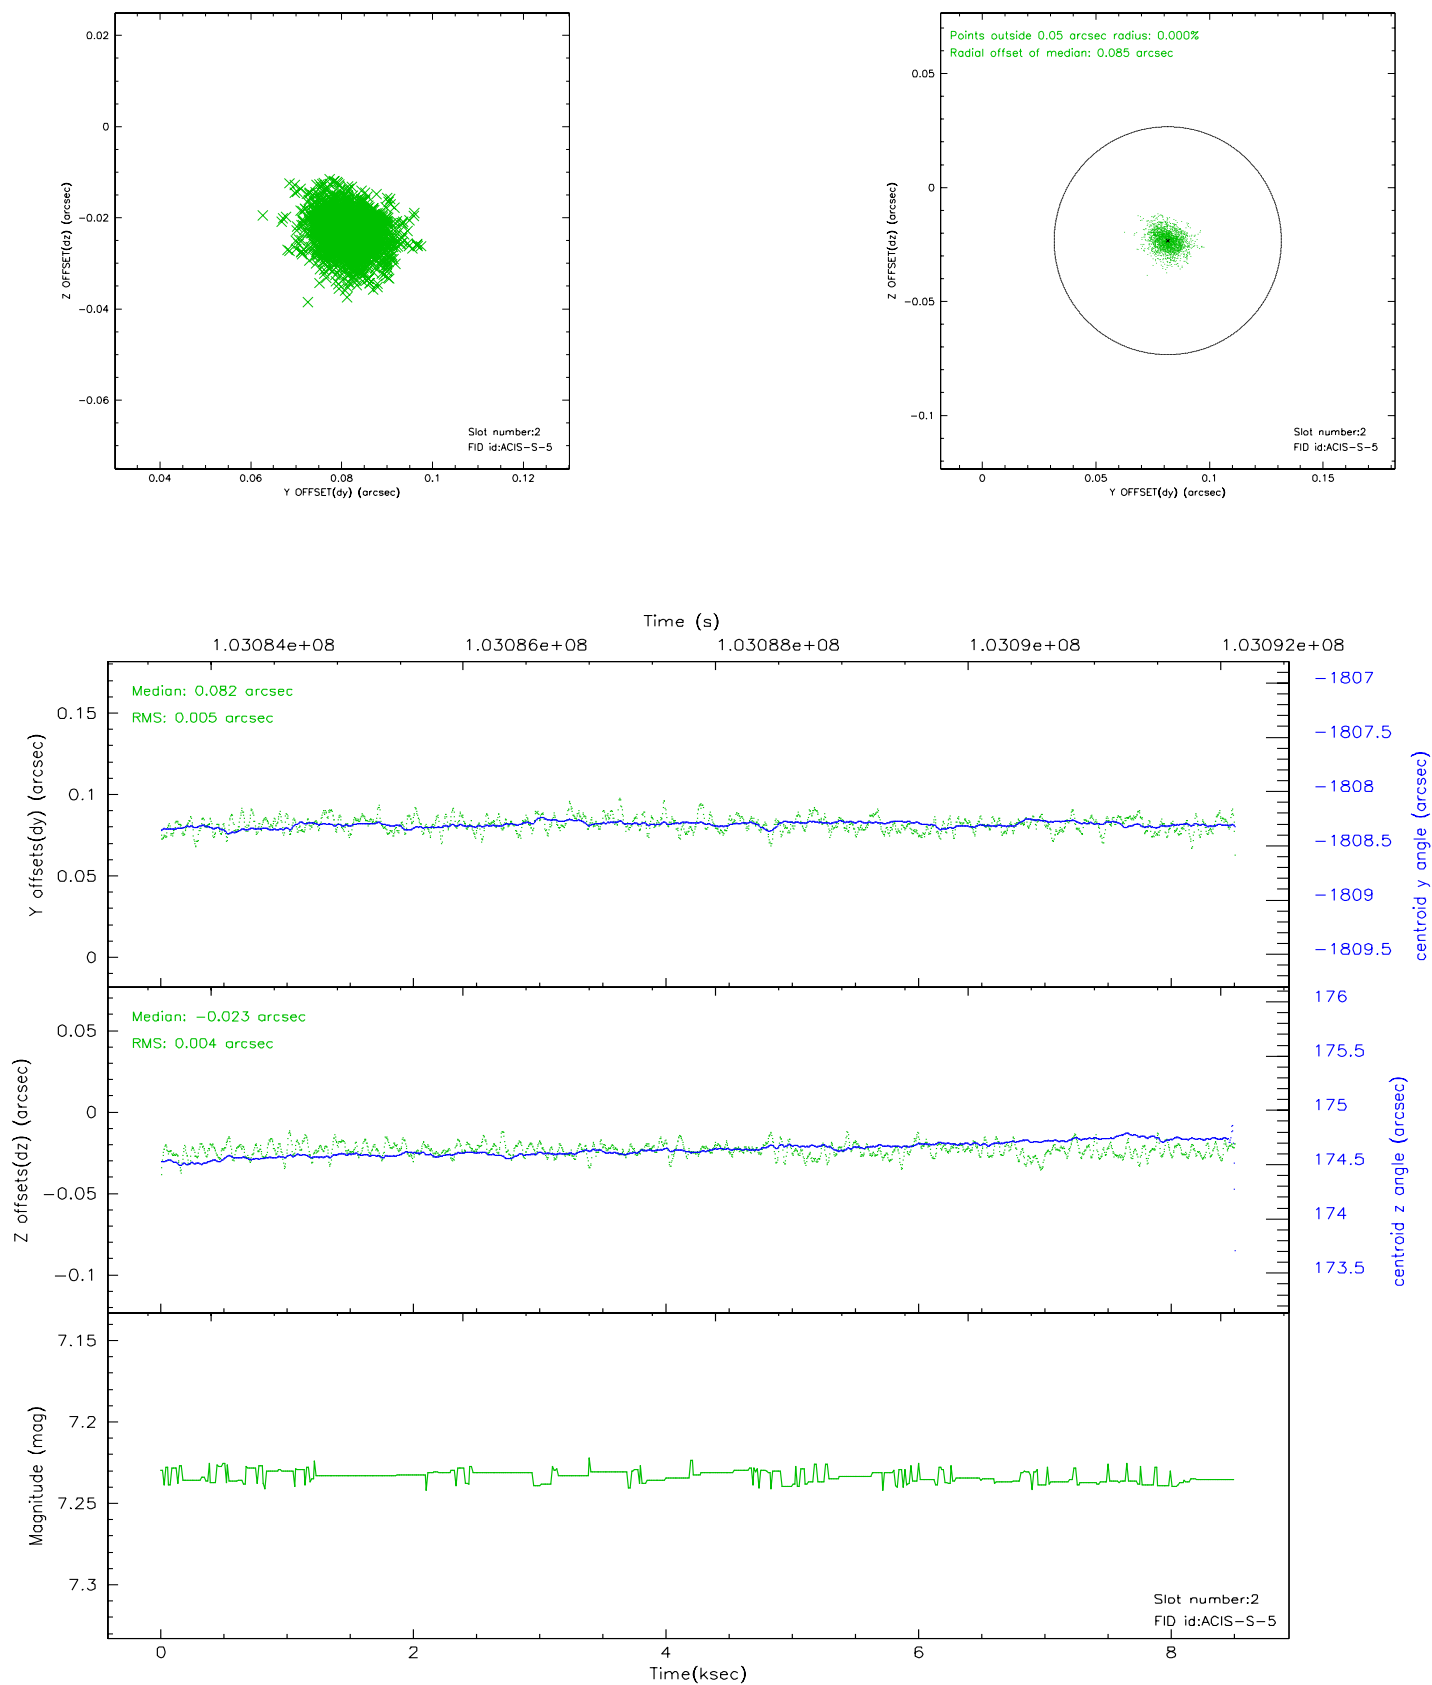 0.02
0
-0.02
-0.04
-0.06
Z OFFSET(dz) (arcsec)
0.04 0.06 0.08 0.1 0.12
Y OFFSET(dy) (arcsec)
Slot number:2
FID id:ACIS-S-5
Points outside 0.05 arcsec radius: 0.000%
Radial offset of median: 0.085 arcsec
0.05
0
-0.05
-0.1
Z OFFSET(dz) (arcsec)
0 0.05 0.1 0.15
Y OFFSET(dy) (arcsec)
Slot number:2
FID id:ACIS-S-5
Time (s)
1.03084e+08 1.03086e+08 1.03088e+08 1.0309e+08 1.03092e+08
Median: 0.082 arcsec
RMS: 0.005 arcsec
0.15
0.1
0.05
0
Y offsets(dy) (arcsec)
-1807
-1807.5
-1808
-1808.5
-1809
-1809.5
centroid y angle (arcsec)
Median: -0.023 arcsec
RMS: 0.004 arcsec
0.05
0
-0.05
-0.1
Z offsets(dz) (arcsec)
176
175.5
175
174.5
174
173.5
centroid z angle (arcsec)
7.15
7.2
7.25
7.3
Magnitude (mag)
Slot number:2
FID id:ACIS-S-5
0 2 4 6 8
Time(ksec)